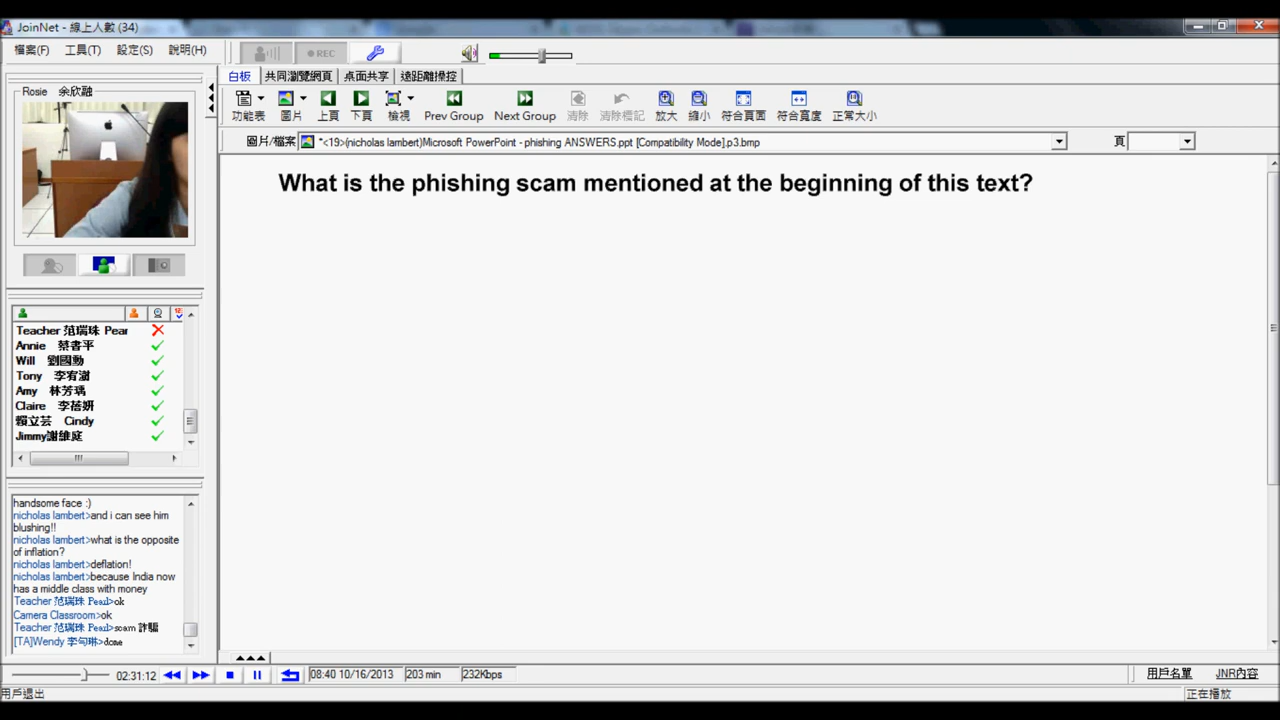 JoinNet - 線上人數 (34)
檔案(F) 工具(T) 設定(S) 說明(H)
REC
白板 共同瀏覽網頁 桌面共享 遠距離操控
功能表 圖片 上頁 下頁 檢視 Prev Group Next Group 清除 清除標記 放大 縮小 符合頁面 符合寬度 正常大小
圖片/檔案 *<19>(nicholas lambert)Microsoft PowerPoint - phishing ANSWERS.ppt [Compatibility Mode].p3.bmp 頁
Rosie 余欣融
What is the phishing scam mentioned at the beginning of this text?
Teacher 范瑞珠 Pear
Annie 蔡書平
Will 劉國勳
Tony 李宥澍
Amy 林芳瑀
Claire 李蓓妍
賴立芸 Cindy
Jimmy謝維庭
handsome face :)
nicholas lambert>and i can see him
blushing!!
nicholas lambert>what is the opposite
of inflation?
nicholas lambert>deflation!
nicholas lambert>because India now
has a middle class with money
Teacher 范瑞珠 Pearl>ok
Camera Classroom>ok
Teacher 范瑞珠 Pearl>scam 詐騙
[TA]Wendy 李旬琳>done
02:31:12 08:40 10/16/2013 203 min 232Kbps 用戶名單 JNR內容
用戶退出 正在播放